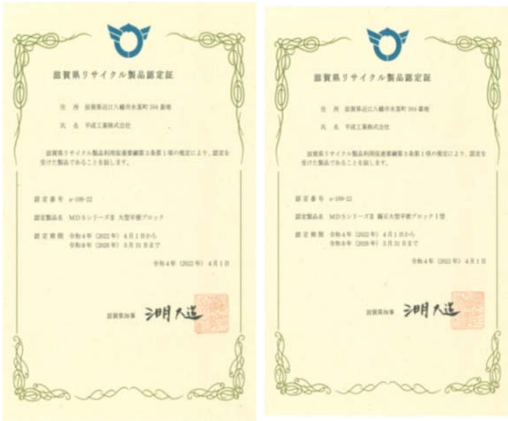 滋賀県リサイクル製品認定証
住 所 滋賀県近江八幡市水茎町
氏 名 平成工業株式会社
滋賀県リサイクル製品利用促進要綱第5条第1項の規定により、認定を
受けた製品であることを証します。
認定番号
認定製品名 MDSシリーズⅡ 大型平積ブロック
認定期間 令和4年(2022年)4月1日から
令和8年(2026年)3月31日まで
令和4年(2022年)4月1日
滋賀県知事 三日月大造
滋賀県リサイクル製品認定証
住 所 滋賀県近江八幡市水茎町
氏 名 平成工業株式会社
滋賀県リサイクル製品利用促進要綱第5条第1項の規定により、認定を
受けた製品であることを証します。
認定番号
認定製品名 MDSシリーズⅡ
認定期間 令和4年(2022年)4月1日から
令和8年(2026年)3月31日まで
令和4年(2022年)4月1日
滋賀県知事 三日月大造